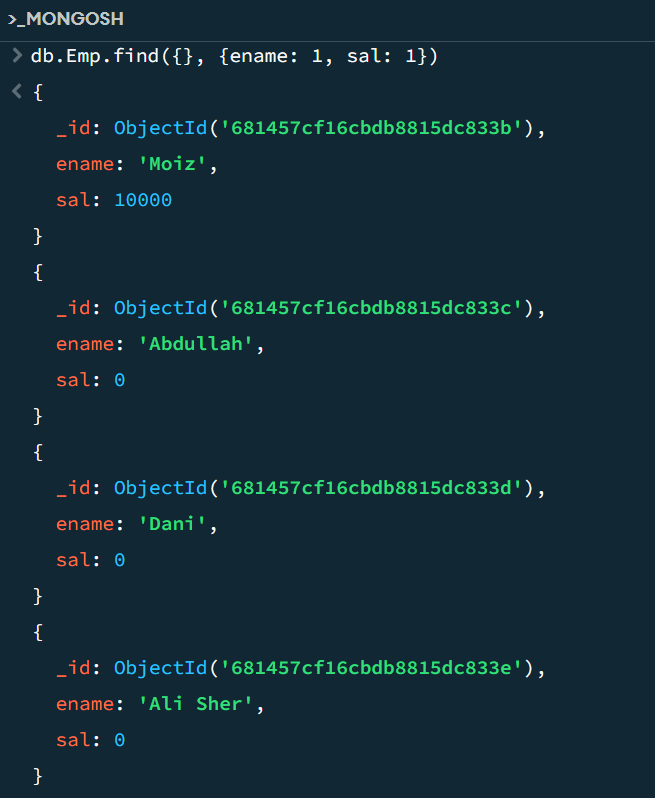 >_MONGOSH
> db.Emp.find({}, {ename: 1, sal: 1})
< {
_id: ObjectId('681457cf16cbdb8815dc833b'),
ename: 'Moiz',
sal: 10000
}
{
_id: ObjectId('681457cf16cbdb8815dc833c'),
ename: 'Abdullah',
sal: 0
}
{
_id: ObjectId('681457cf16cbdb8815dc833d'),
ename: 'Dani',
sal: 0
}
{
_id: ObjectId('681457cf16cbdb8815dc833e'),
ename: 'Ali Sher',
sal: 0
}